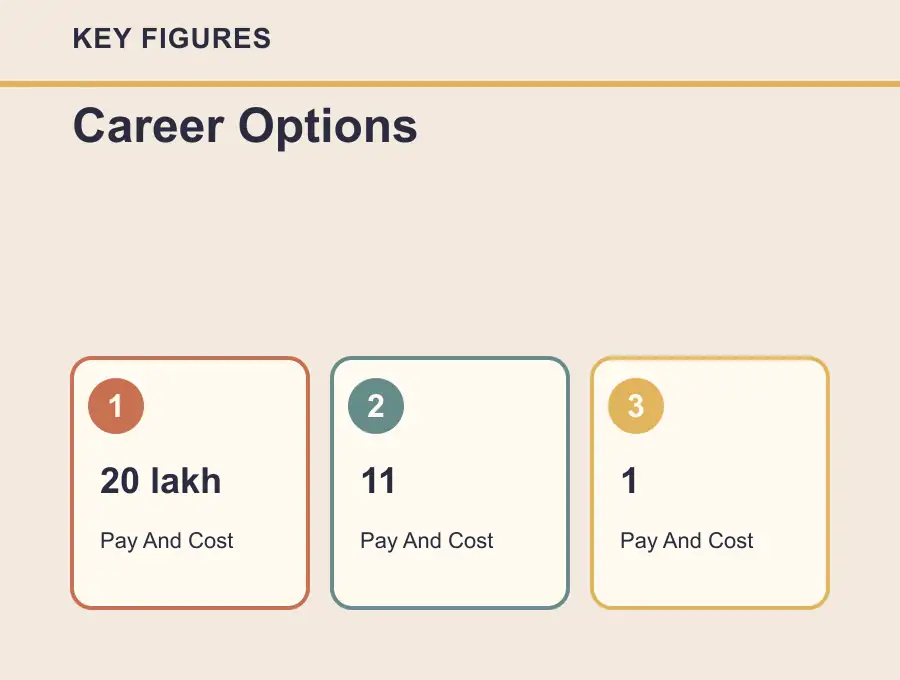 KEY FIGURES
Career Options
1
20 lakh
Pay And Cost
2
11
Pay And Cost
3
1
Pay And Cost